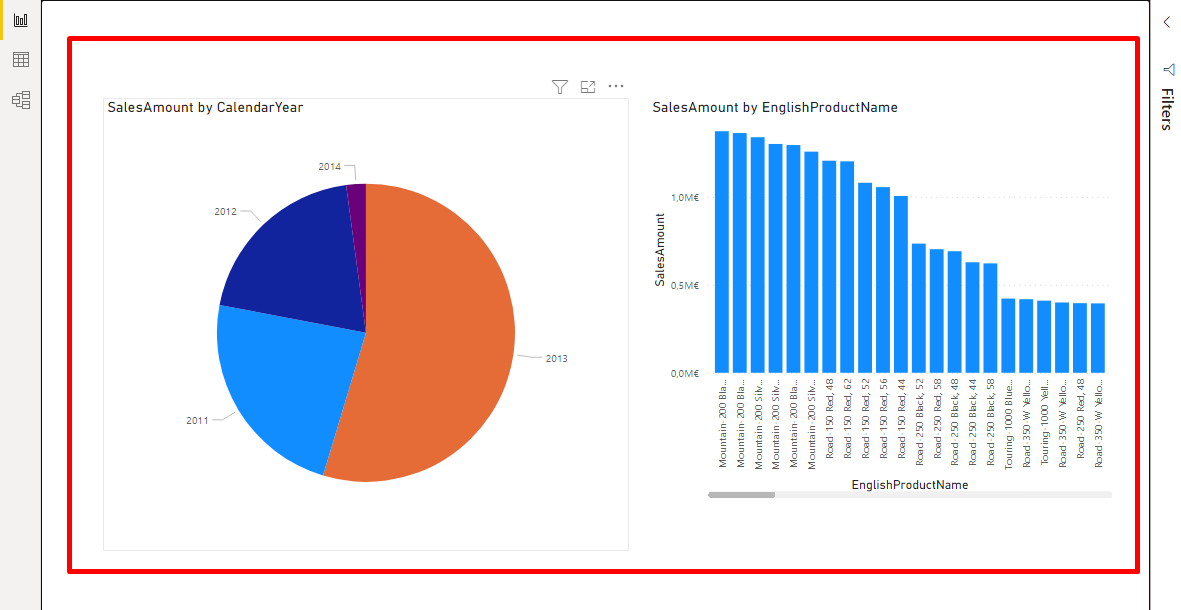 SalesAmount by CalendarYear
2014
2012
2013
2011
SalesAmount by EnglishProductName
SalesAmount
1,0M€
0,5M€
0,0M€
Mountain-200 Bla...
Mountain-200 Bla...
Mountain-200 Silv...
Mountain-200 Silv...
Mountain-200 Bla...
Mountain-200 Silv...
Road-150 Red, 48
Road-150 Red, 62
Road-150 Red, 52
Road-150 Red, 56
Road-150 Red, 44
Road-250 Black, 52
Road-250 Red, 58
Road-250 Black, 48
Road-250 Black, 44
Road-250 Black, 58
Touring-1000 Blue...
Road-350-W Yello...
Touring-1000 Yell...
Road-350-W Yello...
Road-250 Red, 48
Road-350-W Yello...
EnglishProductName
Filters